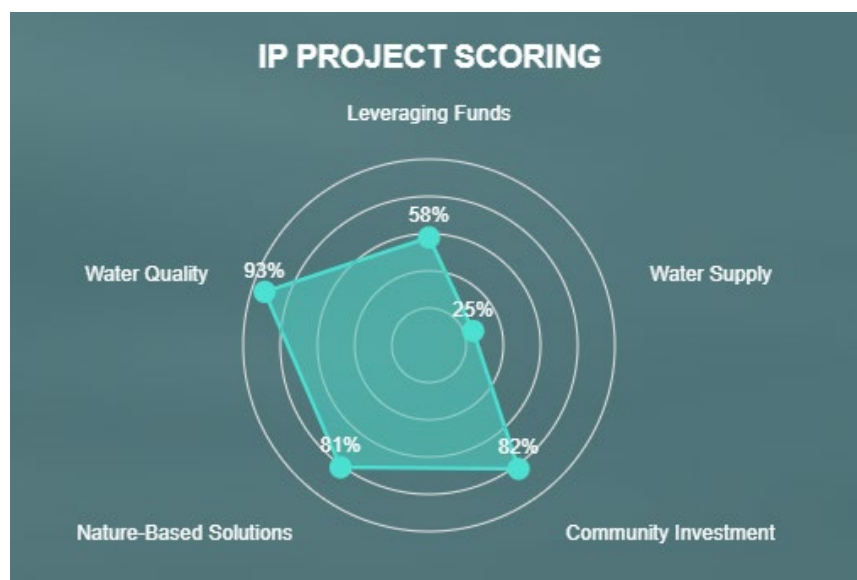 IP PROJECT SCORING
Leveraging Funds
58%
Water Quality
93%
Water Supply
25%
81%
82%
Nature-Based Solutions
Community Investment